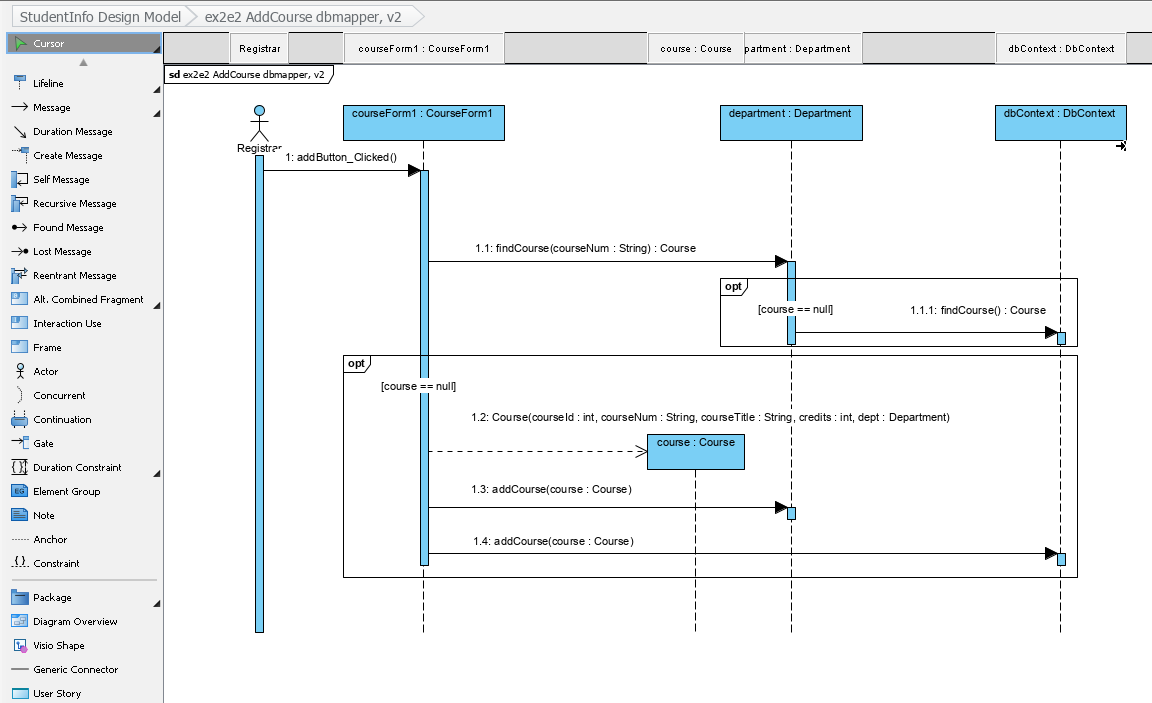 StudentInfo Design Model
ex2e2 AddCourse dbmapper, v2
Cursor
Lifeline
Message
Duration Message
Create Message
Self Message
Recursive Message
Found Message
Lost Message
Reentrant Message
Alt. Combined Fragment
Interaction Use
Frame
Actor
Concurrent
Continuation
Gate
Duration Constraint
EG Element Group
Note
Anchor
Constraint
Package
Diagram Overview
Visio Shape
Generic Connector
User Story
Registrar
courseForm1 : CourseForm1
course : Course
partment : Department
dbContext : DbContext
sd ex2e2 AddCourse dbmapper, v2
courseForm1 : CourseForm1
department : Department
dbContext : DbContext
Registrar
1: addButton_Clicked()
1.1: findCourse(courseNum : String) : Course
opt
[course == null]
1.1.1: findCourse() : Course
opt
[course == null]
1.2: Course(courseId : int, courseNum : String, courseTitle : String, credits : int, dept : Department)
course : Course
1.3: addCourse(course : Course)
1.4: addCourse(course : Course)